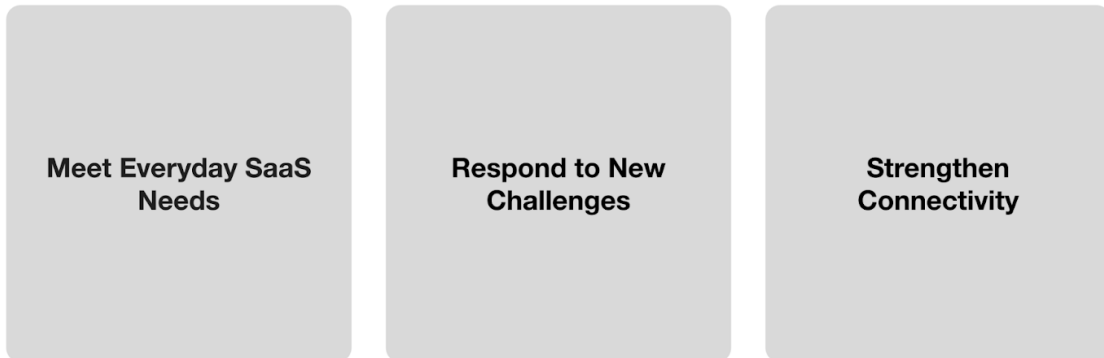 Meet Everyday SaaS
Needs
Respond to New
Challenges
Strengthen
Connectivity